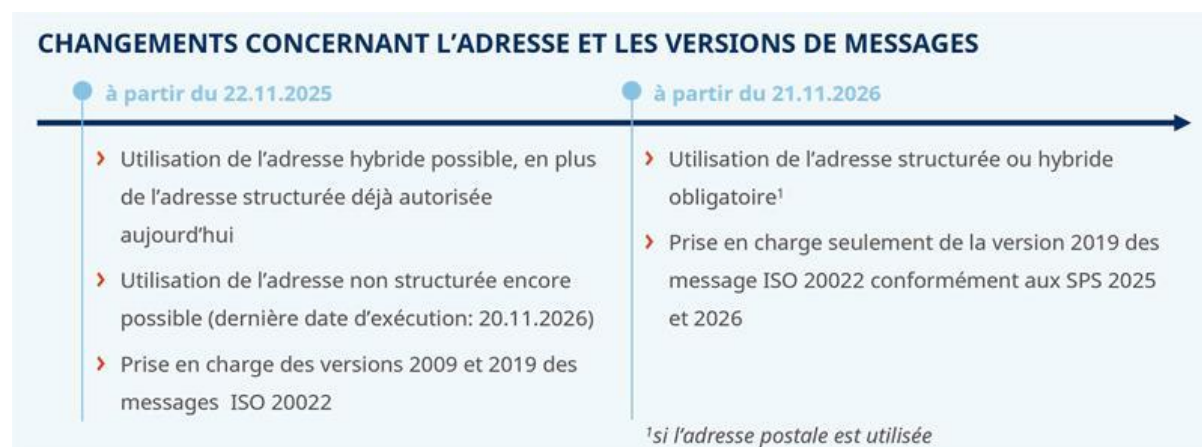 CHANGEMENTS CONCERNANT L’ADRESSE ET LES VERSIONS DE MESSAGES
à partir du 22.11.2025
› Utilisation de l’adresse hybride possible, en plus
de l’adresse structurée déjà autorisée
aujourd’hui
› Utilisation de l’adresse non structurée encore
possible (dernière date d’exécution: 20.11.2026)
› Prise en charge des versions 2009 et 2019 des
messages ISO 20022
à partir du 21.11.2026
› Utilisation de l’adresse structurée ou hybride
obligatoire¹
› Prise en charge seulement de la version 2019 des
message ISO 20022 conformément aux SPS 2025
et 2026
¹si l’adresse postale est utilisée